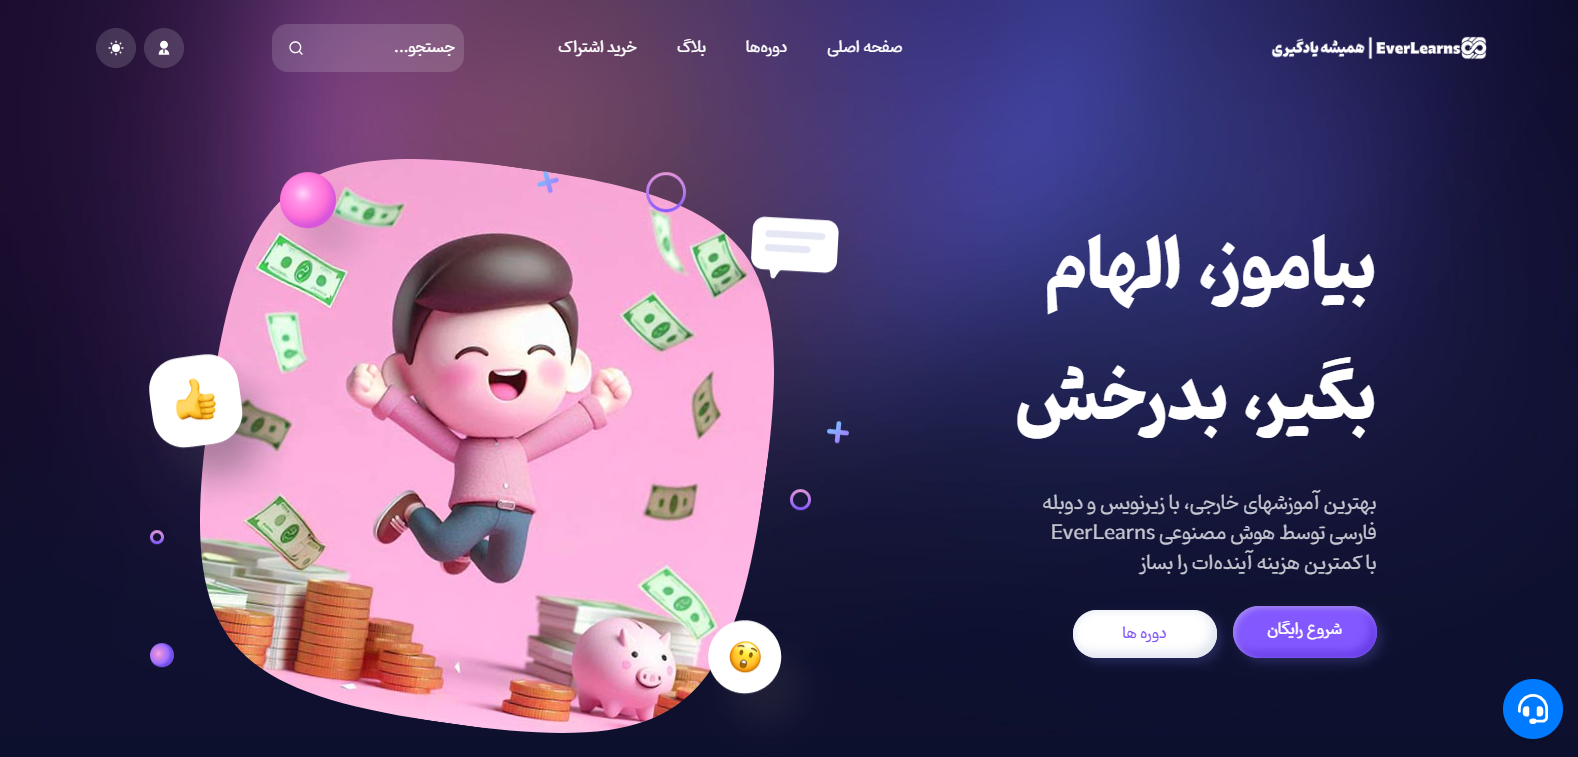 EverLearns | همیشه یادگیری
صفحه اصلی
دوره‌ها
بلاگ
خرید اشتراک
جستجو...
بیاموز، الهام
بگیر، بدرخش
بهترین آموزشهای خارجی، با زیرنویس و دوبله
فارسی توسط هوش مصنوعی EverLearns
با کمترین هزینه آینده‌ات را بساز
شروع رایگان
دوره ها